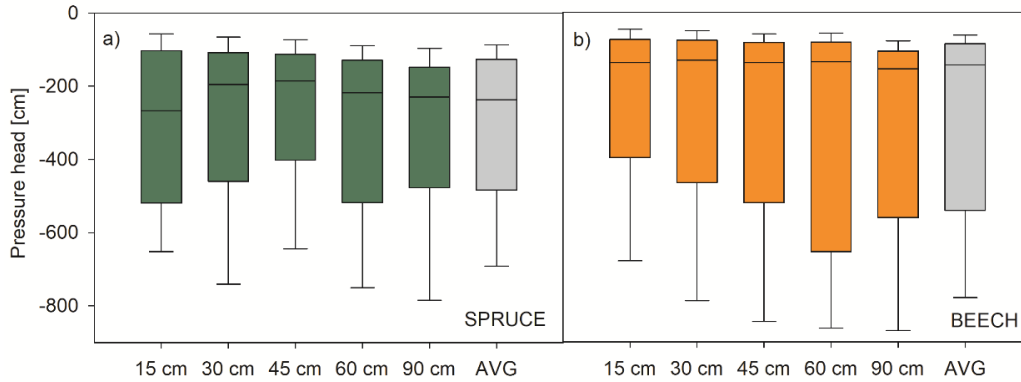 0
-200
-400
-600
-800
Pressure head [cm]
a)
SPRUCE
b)
BEECH
15 cm 30 cm 45 cm 60 cm 90 cm AVG 15 cm 30 cm 45 cm 60 cm 90 cm AVG